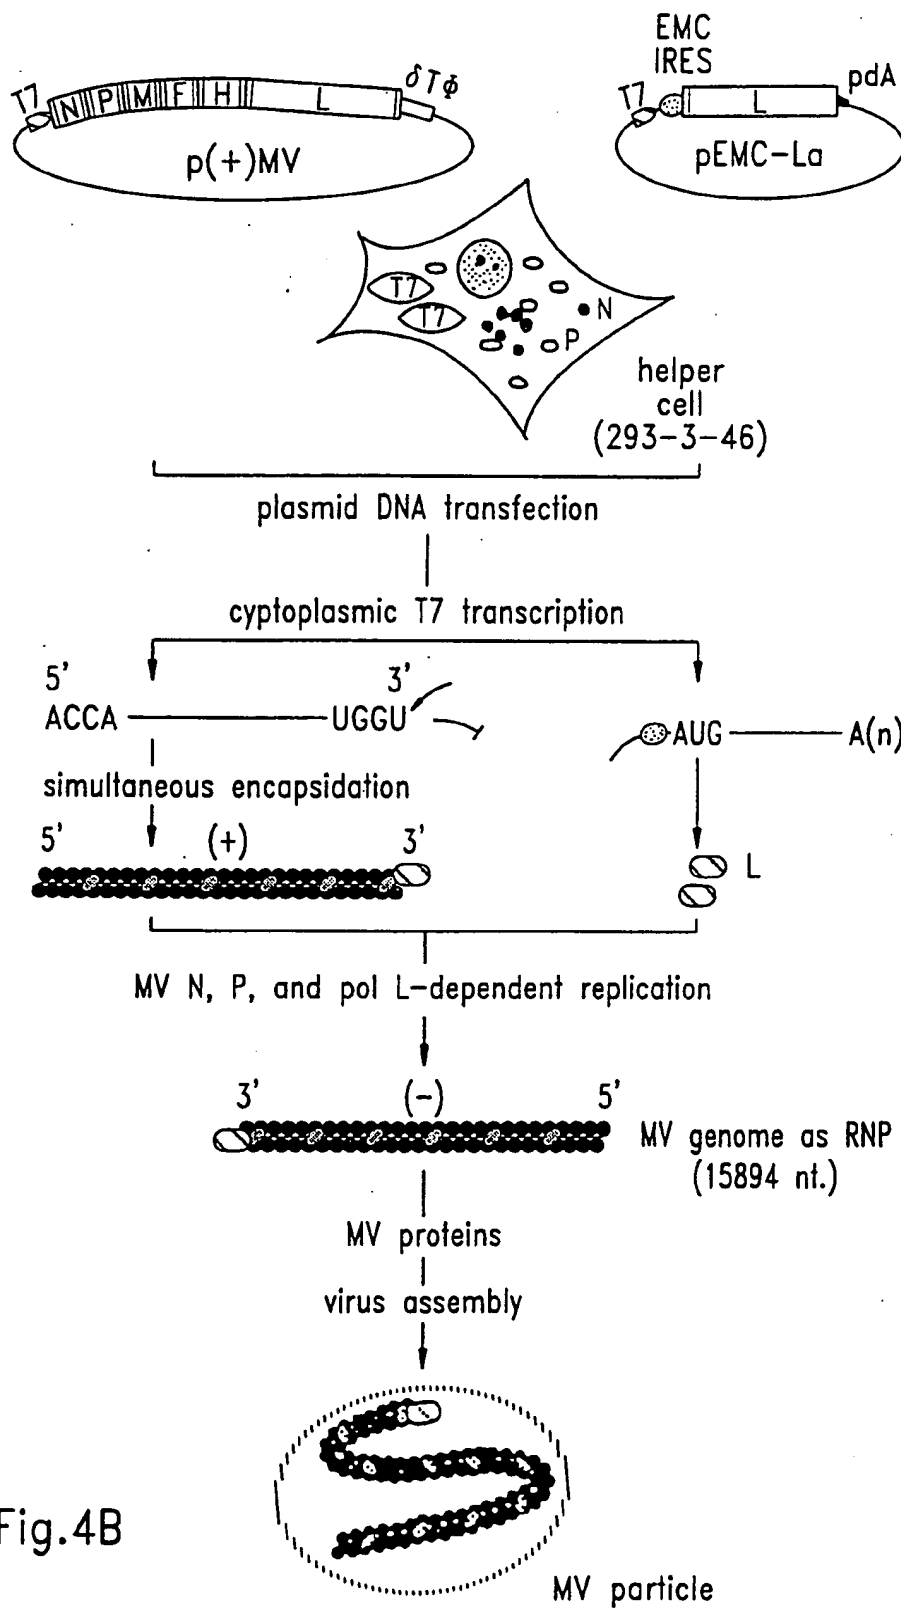 EMC
IRES
T7
N P M F H L
δTΦ
p(+)MV
T7
L
pdA
pEMC-La
T7
T7
N
P
helper
cell
(293-3-46)
plasmid DNA transfection
cyptoplasmic T7 transcription
5'
3'
ACCA
UGGU
AUG
A(n)
simultaneous encapsidation
5'
(+)
3'
L
MV N, P, and pol L-dependent replication
3'
(-)
5'
MV genome as RNP
(15894 nt.)
MV proteins
virus assembly
Fig.4B
MV particle